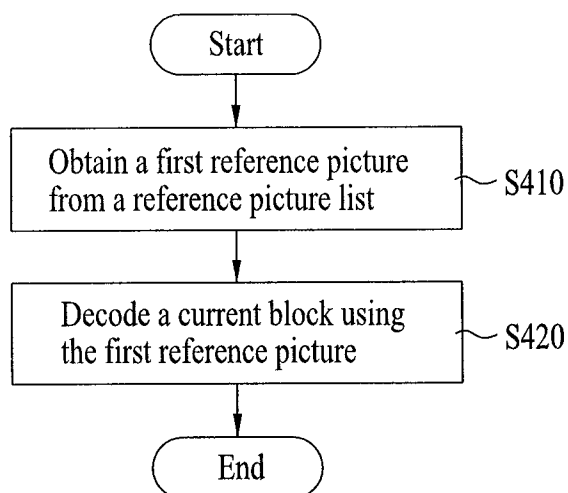 Start
Obtain a first reference picture
from a reference picture list
S410
Decode a current block using
the first reference picture
S420
End